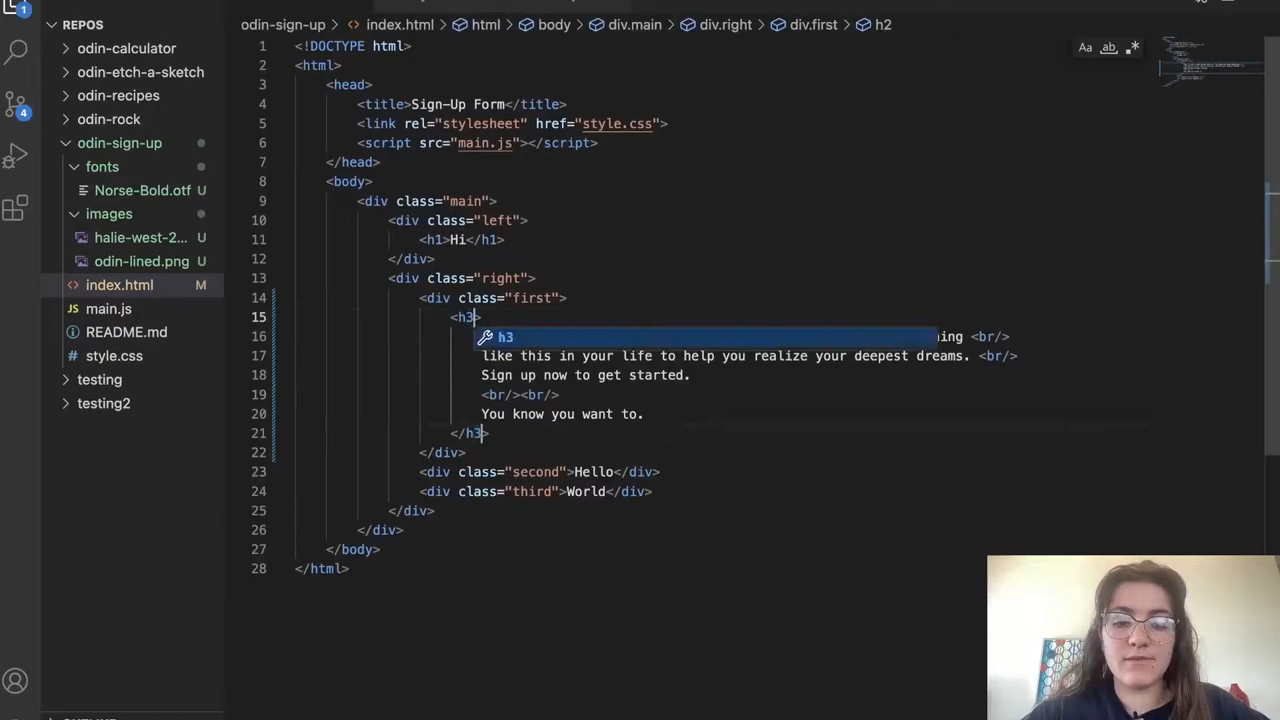 1
REPOS
odin-sign-up › index.html › html › body › div.main › div.right › div.first › h2
Aa ab
odin-calculator
odin-etch-a-sketch
odin-recipes
odin-rock
odin-sign-up
fonts
Norse-Bold.otf U
images
halie-west-2... U
odin-lined.png U
index.html M
JS main.js
README.md
style.css
testing
testing2
4
1 <!DOCTYPE html>
2 <html>
3 <head>
4 <title>Sign-Up Form</title>
5 <link rel="stylesheet" href="style.css">
6 <script src="main.js"></script>
7 </head>
8 <body>
9 <div class="main">
10 <div class="left">
11 <h1>Hi</h1>
12 </div>
13 <div class="right">
14 <div class="first">
15 <h3>
h3
16 <br/>
17 like this in your life to help you realize your deepest dreams. <br/>
18 Sign up now to get started.
19 <br/><br/>
20 You know you want to.
21 </h3>
22 </div>
23 <div class="second">Hello</div>
24 <div class="third">World</div>
25 </div>
26 </div>
27 </body>
28 </html>